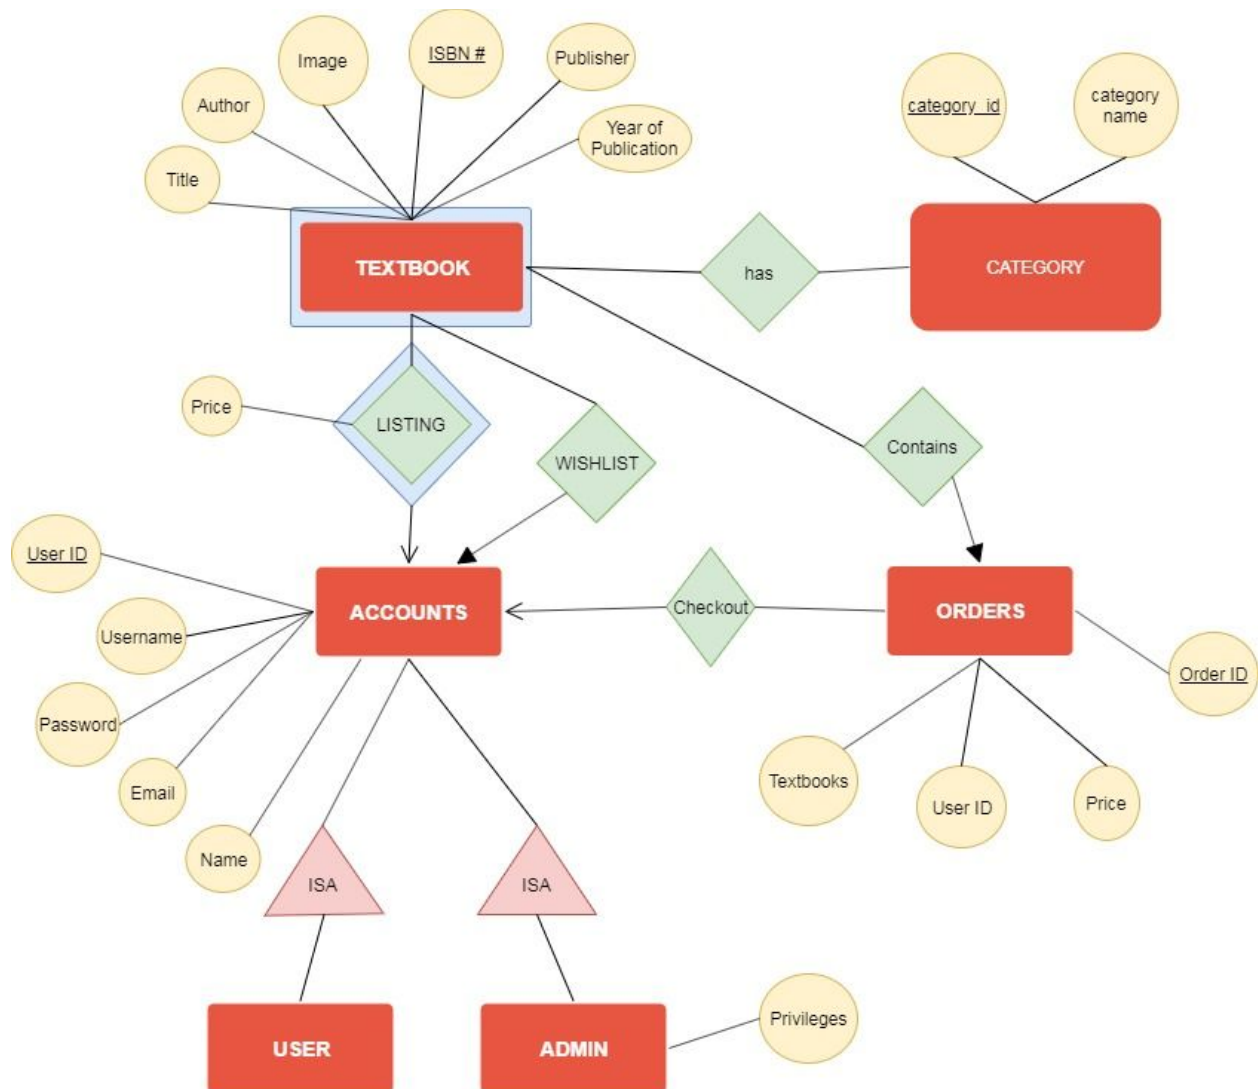 Image
ISBN #
Publisher
Author
Year of
Publication
Title
category_id
category
name
TEXTBOOK
has
CATEGORY
Price
LISTING
WISHLIST
Contains
User ID
Username
Password
Email
Name
ACCOUNTS
Checkout
ORDERS
Order ID
Textbooks
User ID
Price
ISA
ISA
USER
ADMIN
Privileges